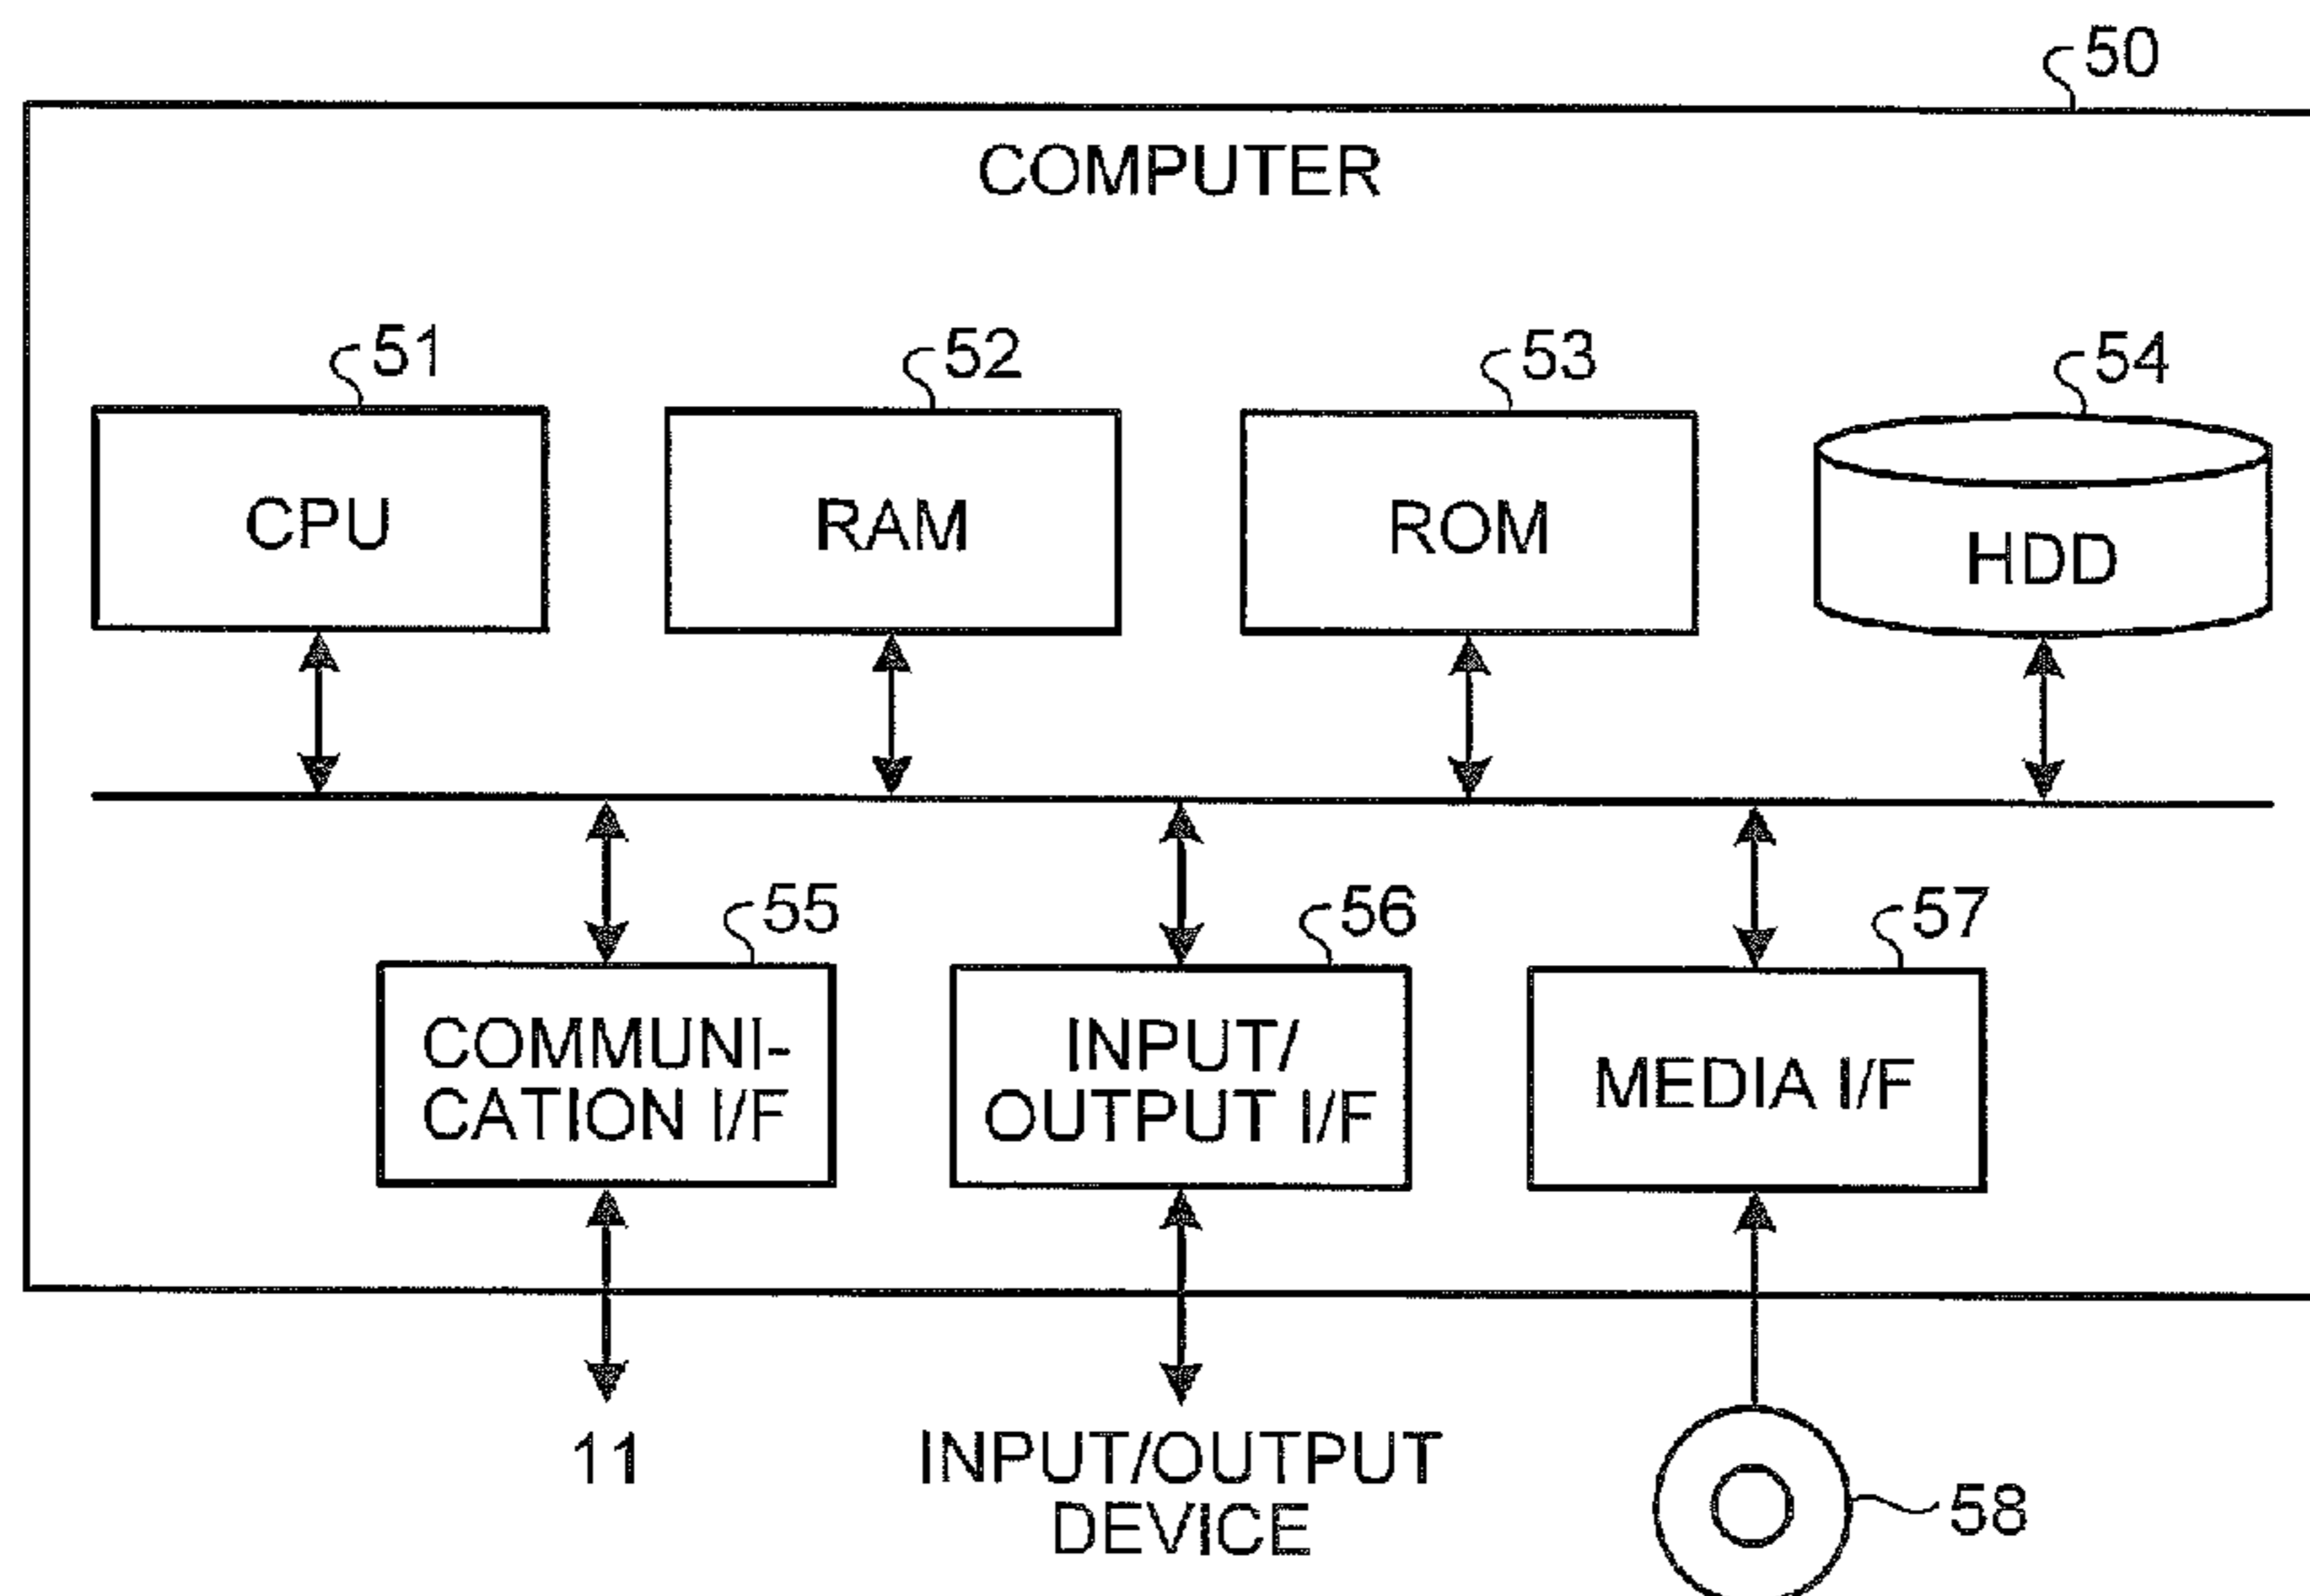 50
COMPUTER
51
52
53
54
CPU
RAM
ROM
HDD
55
56
57
COMMUNI-
CATION I/F
INPUT/
OUTPUT I/F
MEDIA I/F
11
INPUT/OUTPUT
DEVICE
58